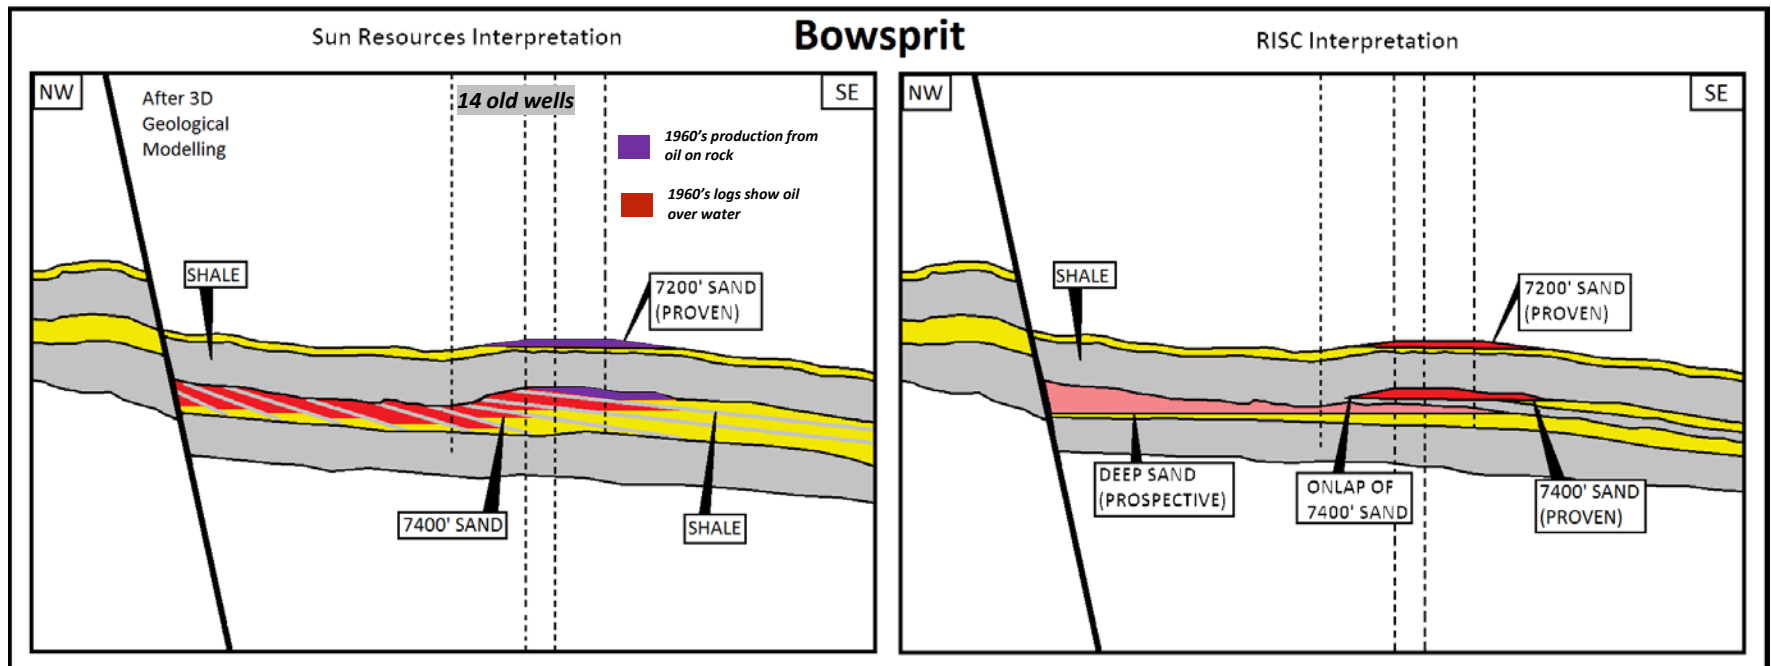 Bowsprit
Sun Resources Interpretation
NW
After 3D
Geological
Modelling
14 old wells
SE
1960's production from
oil on rock
1960's logs show oil
over water
SHALE
7200' SAND
(PROVEN)
7400' SAND
SHALE
RISC Interpretation
NW
SE
SHALE
7200' SAND
(PROVEN)
DEEP SAND
(PROSPECTIVE)
ONLAP OF
7400' SAND
7400' SAND
(PROVEN)